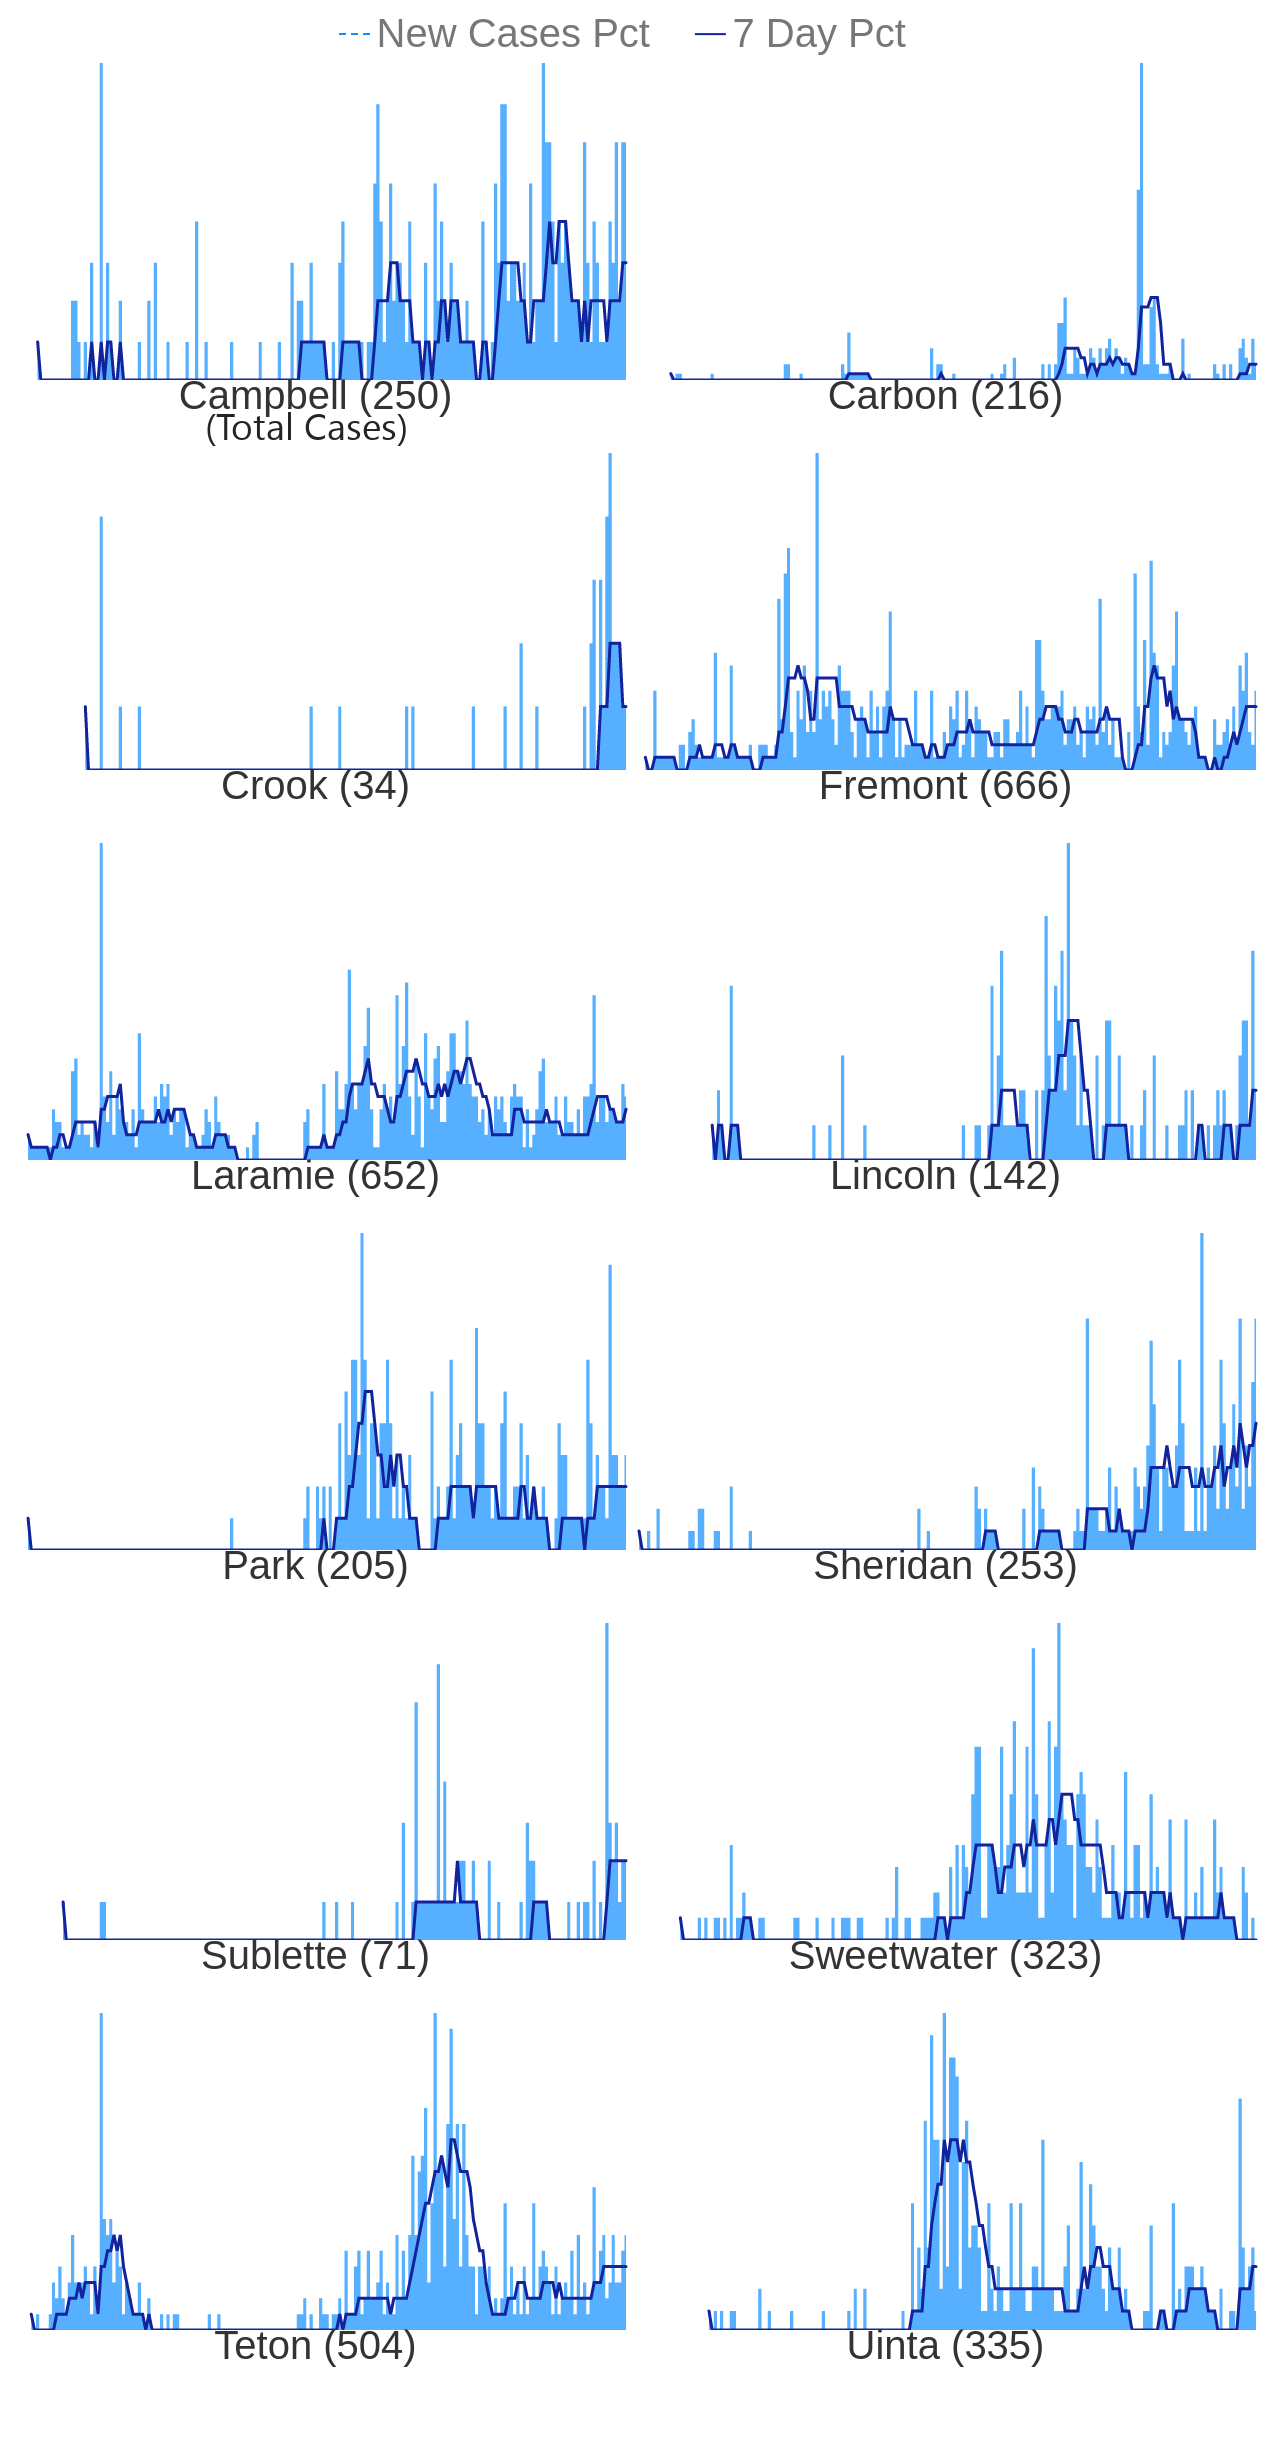 New Cases Pct 7 Day Pct
Campbell (250) Carbon (216)
(Total Cases)
Crook (34) Fremont (666)
Laramie (652) Lincoln (142)
Park (205) Sheridan (253)
Sublette (71) Sweetwater (323)
Teton (504) Uinta (335)